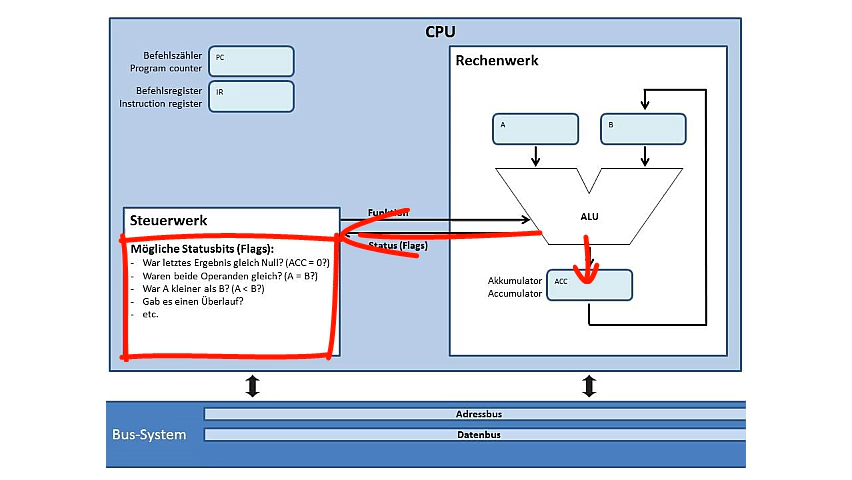 CPU
Befehlszähler
Program counter
PC
Befehlsregister
Instruction register
IR
Rechenwerk
A
B
ALU
Akkumulator
Accumulator
ACC
Steuerwerk
Funktion
Status (Flags)
Mögliche Statusbits (Flags):
- War letztes Ergebnis gleich Null? (ACC = 0?)
- Waren beide Operanden gleich? (A = B?)
- War A kleiner als B? (A < B?)
- Gab es einen Überlauf?
- etc.
Bus-System
Adressbus
Datenbus